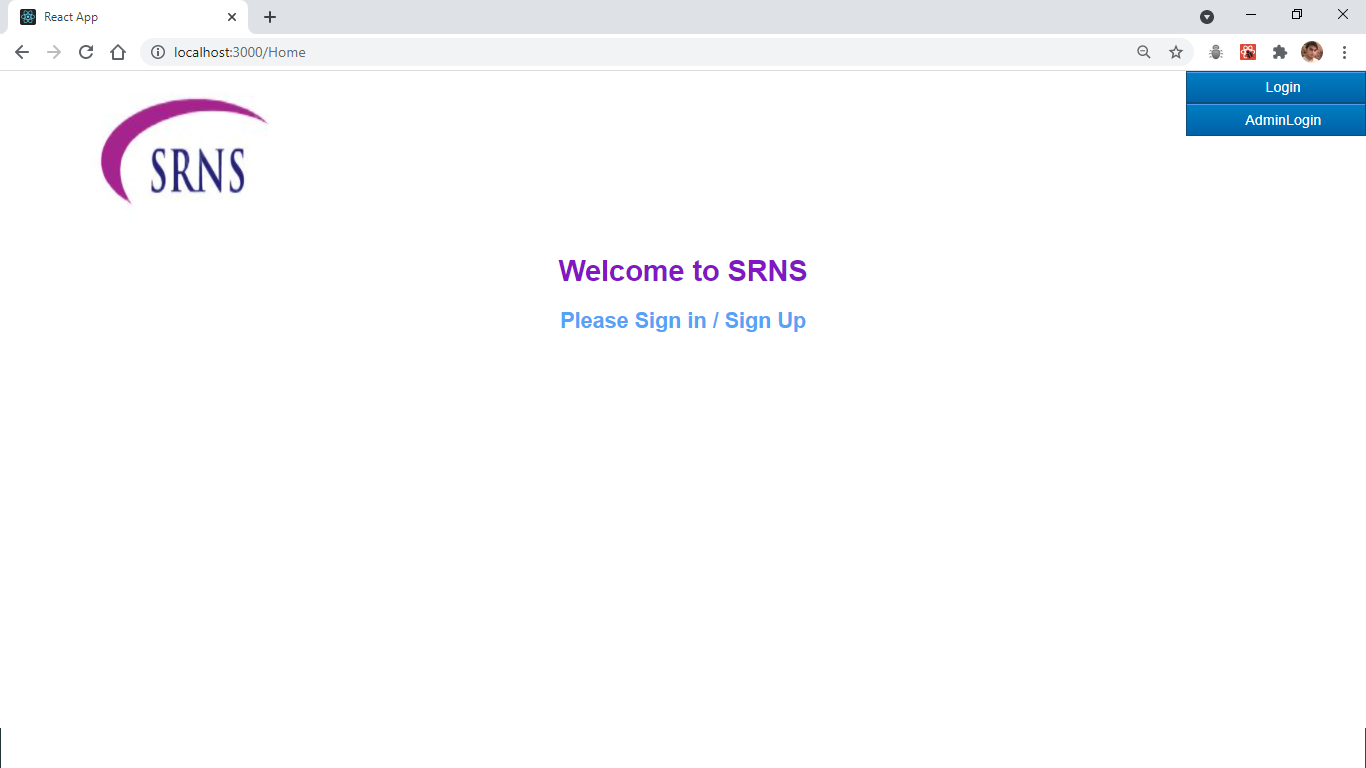 React App
localhost:3000/Home
Login
AdminLogin
SRNS
Welcome to SRNS
Please Sign in / Sign Up